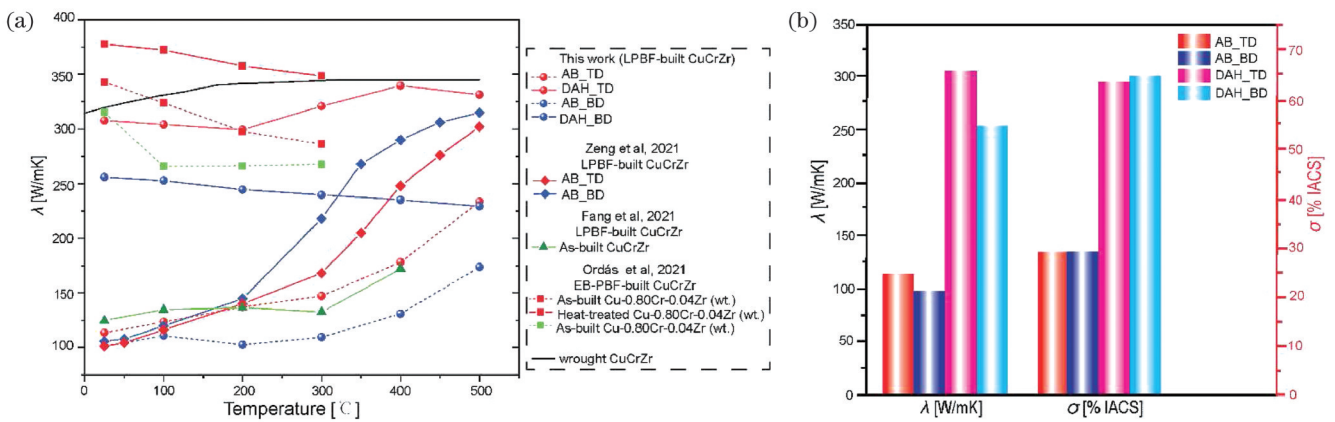 (a)
400
350
300
250
200
150
100
λ [W/mK]
0
100
200
300
400
500
Temperature [℃]
This work (LPBF-built CuCrZr)
AB_TD
DAH_TD
AB_BD
DAH_BD
Zeng et al, 2021
LPBF-built CuCrZr
AB_TD
AB_BD
Fang et al, 2021
LPBF-built CuCrZr
As-built CuCrZr
Ordás et al, 2021
EB-PBF-built CuCrZr
As-built Cu-0.80Cr-0.04Zr (wt.)
Heat-treated Cu-0.80Cr-0.04Zr (wt.)
As-built Cu-0.80Cr-0.04Zr (wt.)
wrought CuCrZr
(b)
350
300
250
200
150
100
50
0
λ [W/mK]
AB_TD
AB_BD
DAH_TD
DAH_BD
70
60
50
40
30
20
10
0
σ [% IACS]
λ [W/mK]
σ [% IACS]